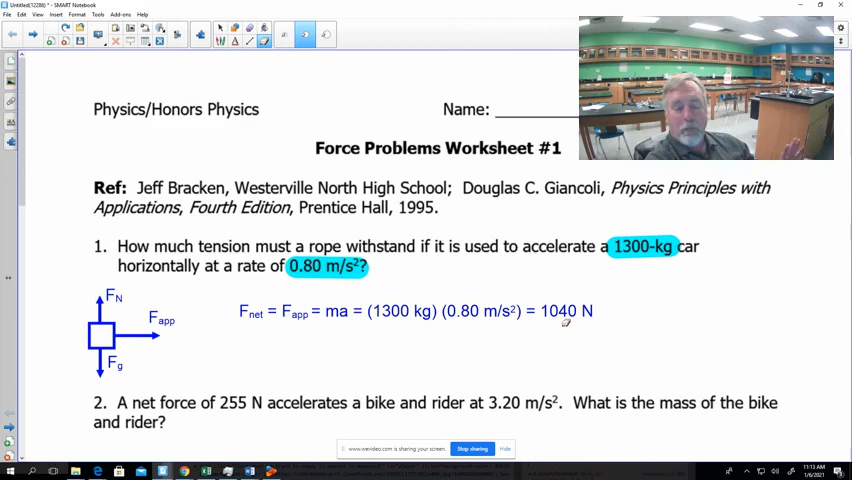 Untitled(12286) * - SMART Notebook
File Edit View Insert Format Tools Add-ons Help
Physics/Honors Physics Name:
Force Problems Worksheet #1
Ref: Jeff Bracken, Westerville North High School; Douglas C. Giancoli, Physics Principles with
Applications, Fourth Edition, Prentice Hall, 1995.
1. How much tension must a rope withstand if it is used to accelerate a 1300-kg car
horizontally at a rate of 0.80 m/s²?
FN
Fapp
Fg
Fnet = Fapp = ma = (1300 kg) (0.80 m/s²) = 1040 N
2. A net force of 255 N accelerates a bike and rider at 3.20 m/s². What is the mass of the bike
and rider?
www.wevideo.com is sharing your screen. Stop sharing Hide
11:13 AM
1/6/2021